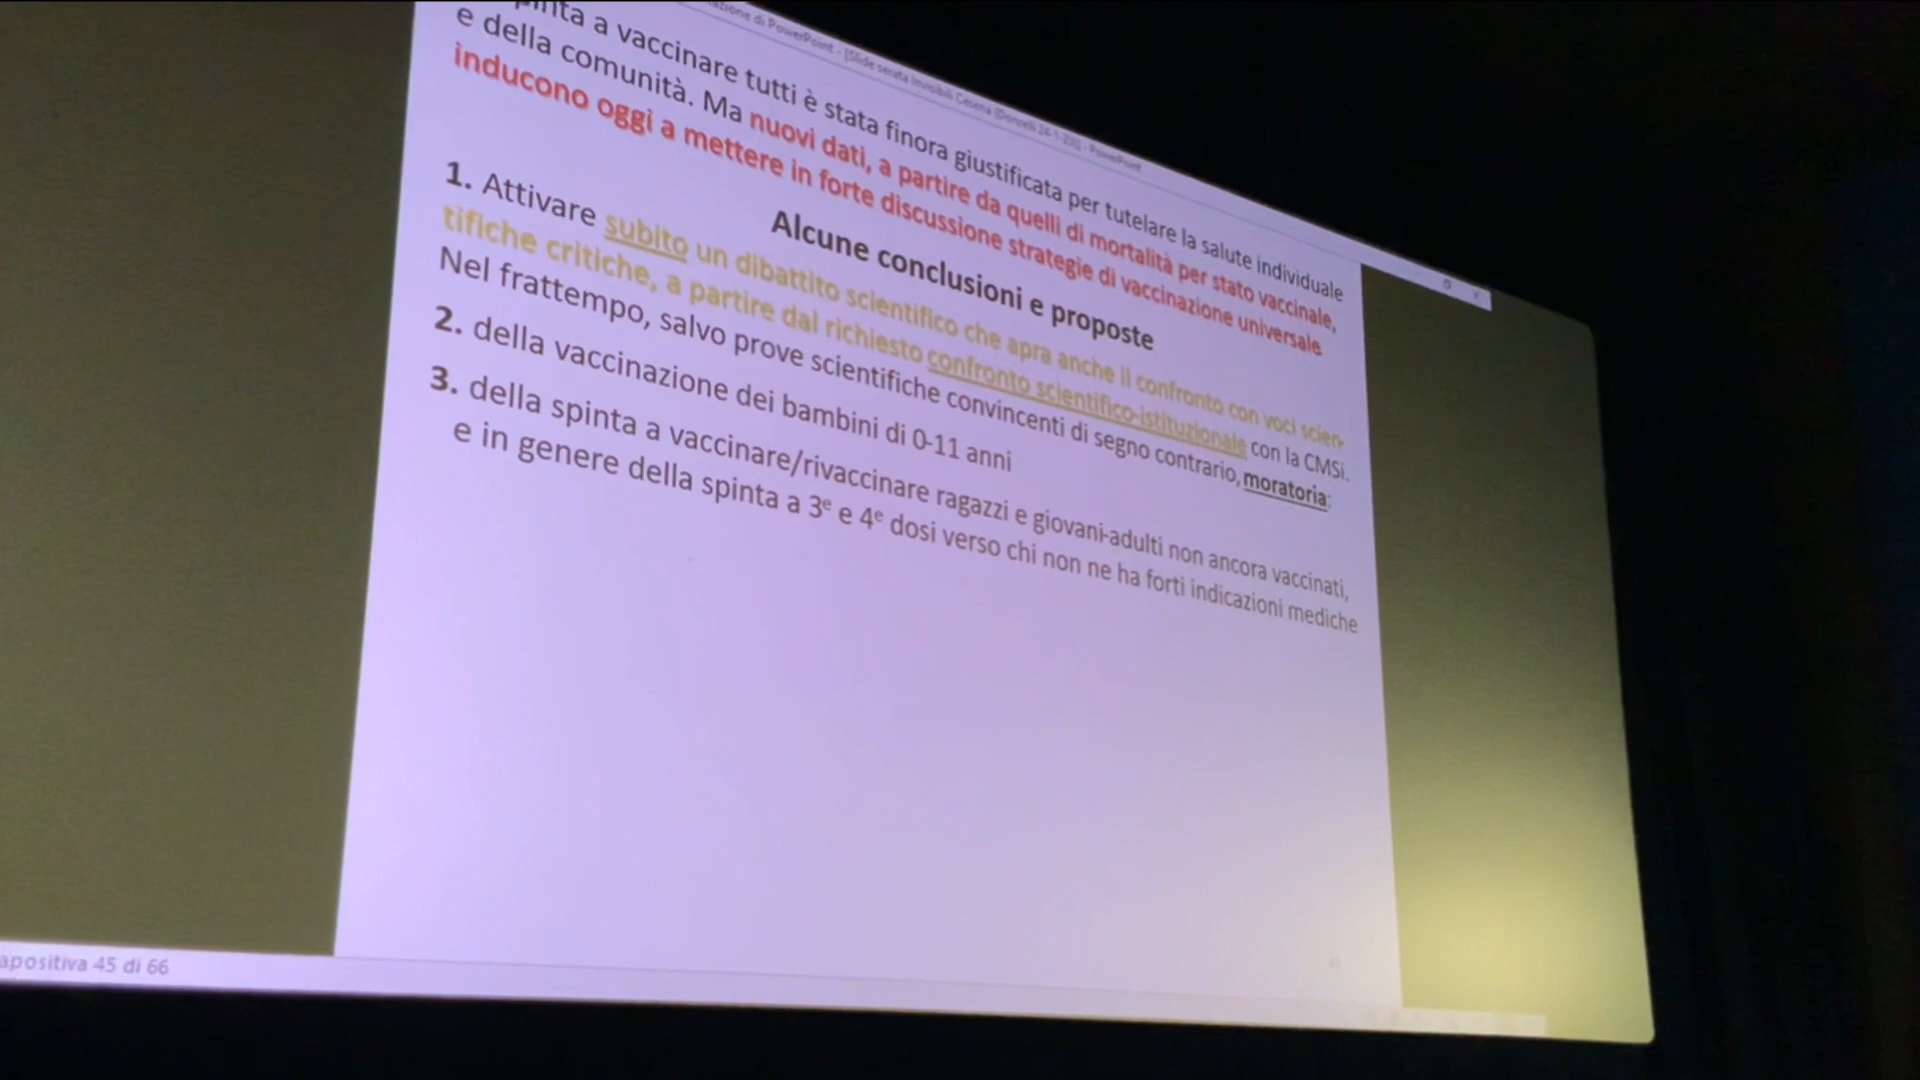 a vaccinare tutti è stata finora giustificata per tutelare la salute individuale
e della comunità. Ma nuovi dati, a partire da quelli di mortalità per stato vaccinale,
inducono oggi a mettere in forte discussione strategie di vaccinazione universale
Alcune conclusioni e proposte
1. Attivare subito un dibattito scientifico che apra anche il confronto con voci scien-
tifiche critiche, a partire dal richiesto confronto scientifico-istituzionale con la CMSi.
Nel frattempo, salvo prove scientifiche convincenti di segno contrario, moratoria:
2. della vaccinazione dei bambini di 0-11 anni
3. della spinta a vaccinare/rivaccinare ragazzi e giovani-adulti non ancora vaccinati,
e in genere della spinta a 3ᵉ e 4ᵉ dosi verso chi non ne ha forti indicazioni mediche
apositiva 45 di 66